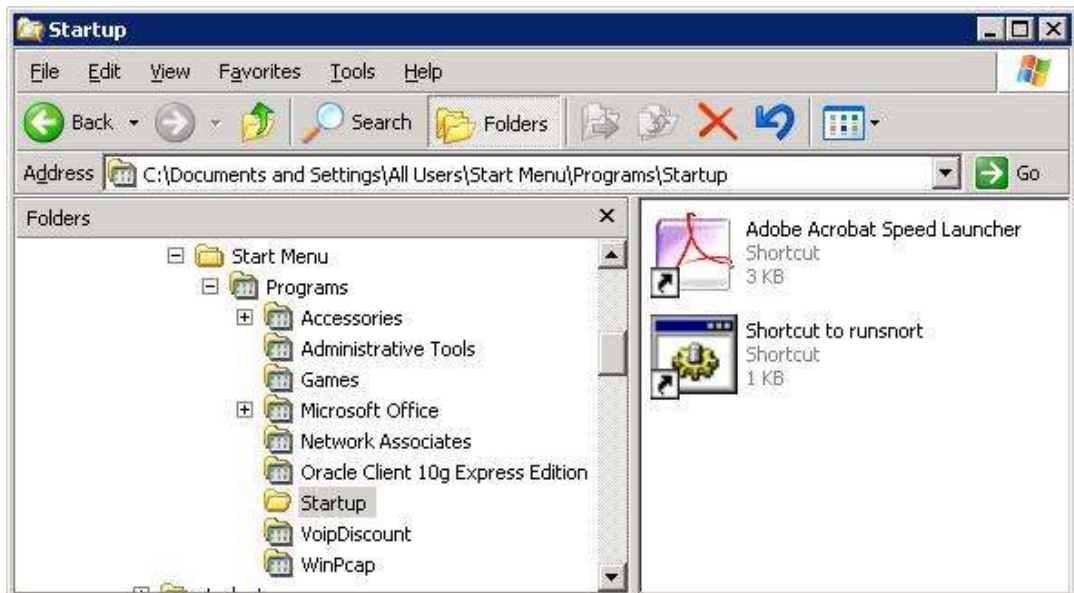 Startup
File Edit View Favorites Tools Help
Back Search Folders
Address C:\Documents and Settings\All Users\Start Menu\Programs\Startup Go
Folders
Start Menu
Programs
Accessories
Administrative Tools
Games
Microsoft Office
Network Associates
Oracle Client 10g Express Edition
Startup
VoipDiscount
WinPcap
Adobe Acrobat Speed Launcher
Shortcut
3 KB
Shortcut to runsnort
Shortcut
1 KB